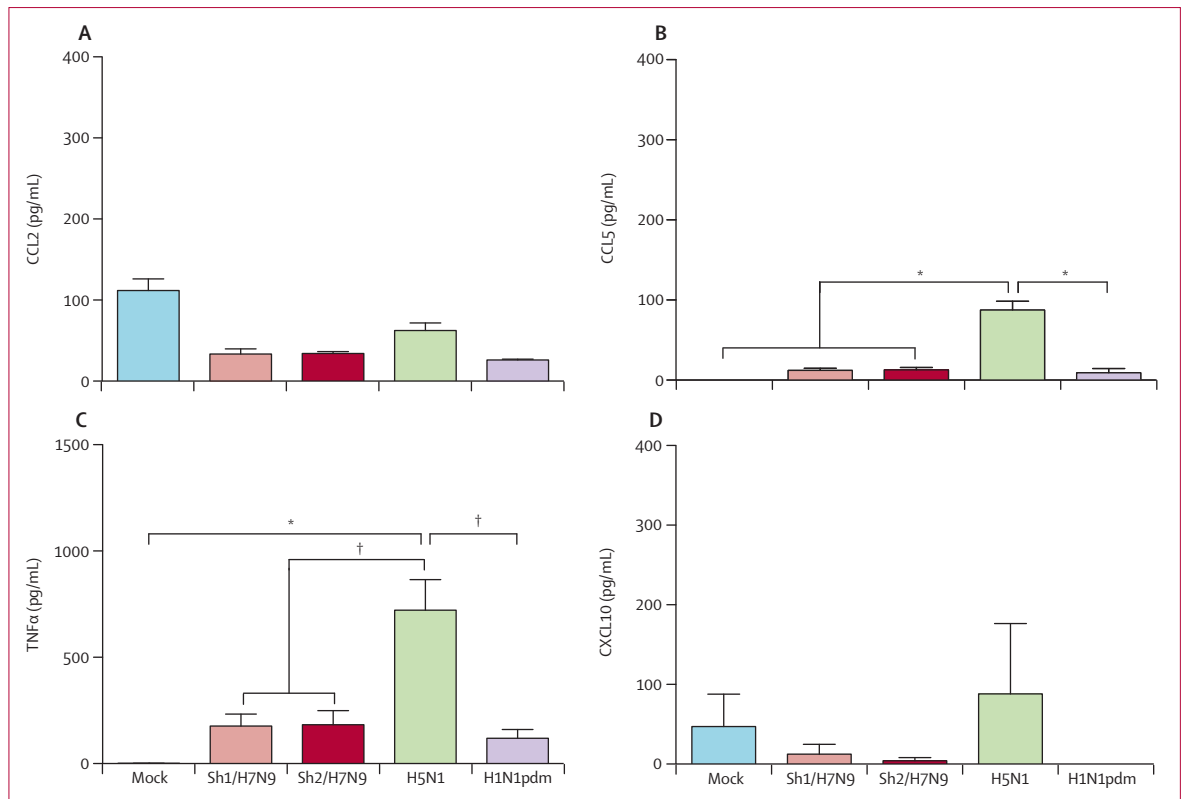 A
400
300
200
100
0
CCL2 (pg/mL)
B
400
300
200
100
0
CCL5 (pg/mL)
*
*
C
1500
1000
500
0
TNFα (pg/mL)
*
†
†
Mock Sh1/H7N9 Sh2/H7N9 H5N1 H1N1pdm
D
400
300
200
100
0
CXCL10 (pg/mL)
Mock Sh1/H7N9 Sh2/H7N9 H5N1 H1N1pdm